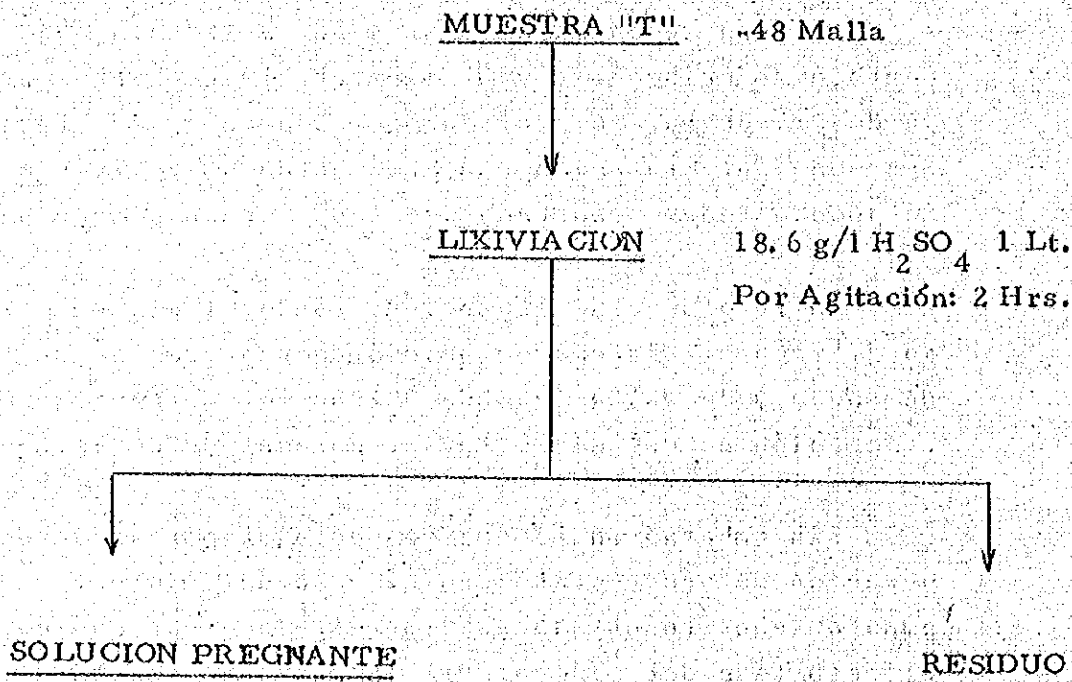 MUESTRA "T" -48 Malla
LIXIVIACION 18.6 g/l H2SO4 1 Lt.
Por Agitación: 2 Hrs.
SOLUCION PREGNANTE RESIDUO